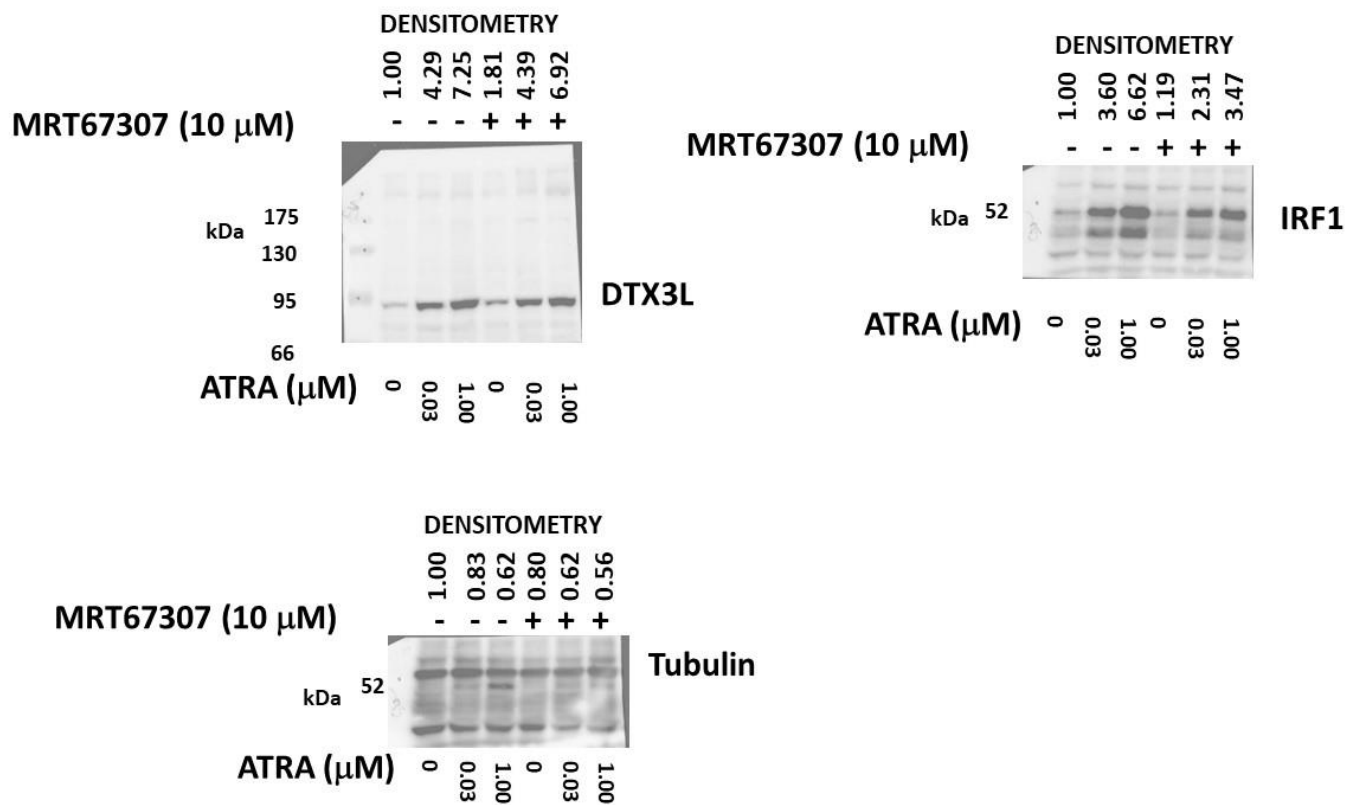 DENSITOMETRY
1.00 4.29 7.25 1.81 4.39 6.92
MRT67307 (10 μM) - - - + + +
kDa
175
130
95
66
DTX3L
ATRA (μM) 0 0.03 1.00 0 0.03 1.00
DENSITOMETRY
1.00 3.60 6.62 1.19 2.31 3.47
MRT67307 (10 μM) - - - + + +
kDa 52
IRF1
ATRA (μM) 0 0.03 1.00 0 0.03 1.00
DENSITOMETRY
1.00 0.83 0.62 0.80 0.62 0.56
MRT67307 (10 μM) - - - + + +
Tubulin
kDa 52
ATRA (μM) 0 0.03 1.00 0 0.03 1.00